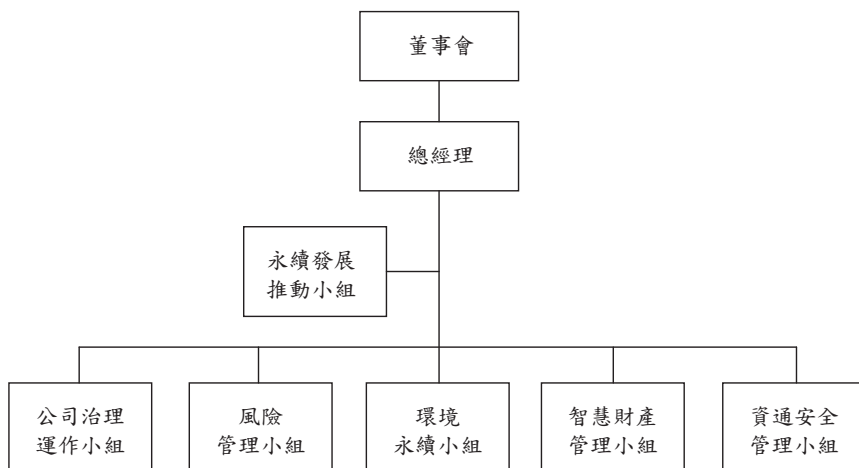 董事會
總經理
永續發展
推動小組
公司治理
運作小組
風險
管理小組
環境
永續小組
智慧財產
管理小組
資通安全
管理小組